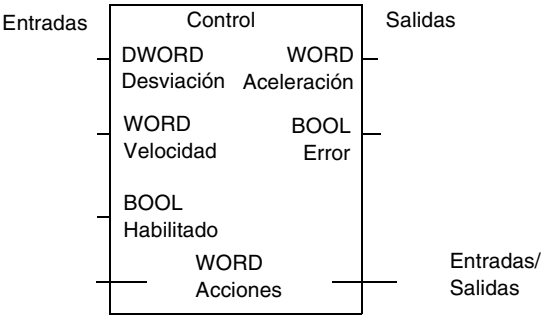 Entradas
Control
Salidas
DWORD
Desviación
WORD
Aceleración
WORD
Velocidad
BOOL
Error
BOOL
Habilitado
WORD
Acciones
Entradas/
Salidas